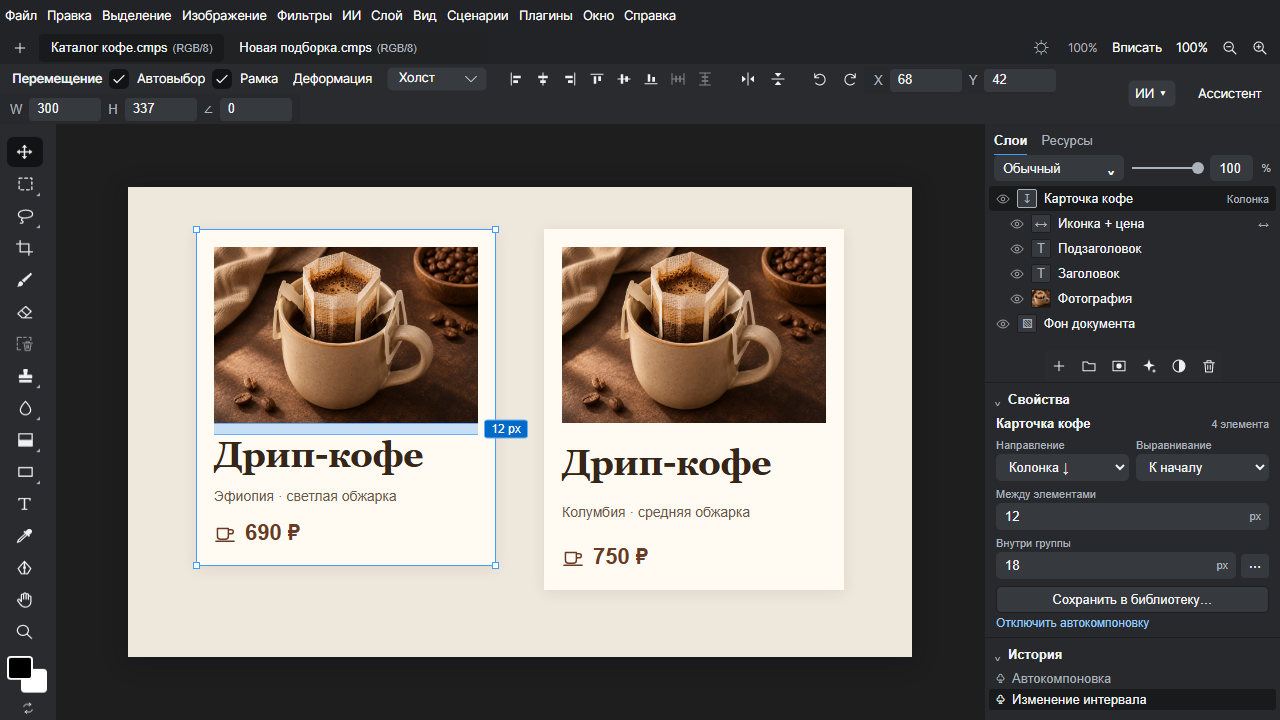 Файл Правка Выделение Изображение Фильтры ИИ Слой Вид Сценарии Плагины Окно Справка
Каталог кофе.cmps (RGB/8) Новая подборка.cmps (RGB/8) 100% Вписать 100%
Перемещение Автовыбор Рамка Деформация Холст X 68 Y 42
W 300 H 337 0
ИИ Ассистент
Слои Ресурсы
Обычный 100 %
Карточка кофе Колонка
Иконка + цена
T Подзаголовок
T Заголовок
Фотография
Фон документа
Свойства
Карточка кофе 4 элемента
Направление Выравнивание
Колонка ↓ К началу
Между элементами
12 px
Внутри группы
18 px ...
Сохранить в библиотеку...
Отключить автокомпоновку
История
Автокомпоновка
Изменение интервала
12 px
Дрип-кофе
Эфиопия · светлая обжарка
690 ₽
Дрип-кофе
Колумбия · средняя обжарка
750 ₽